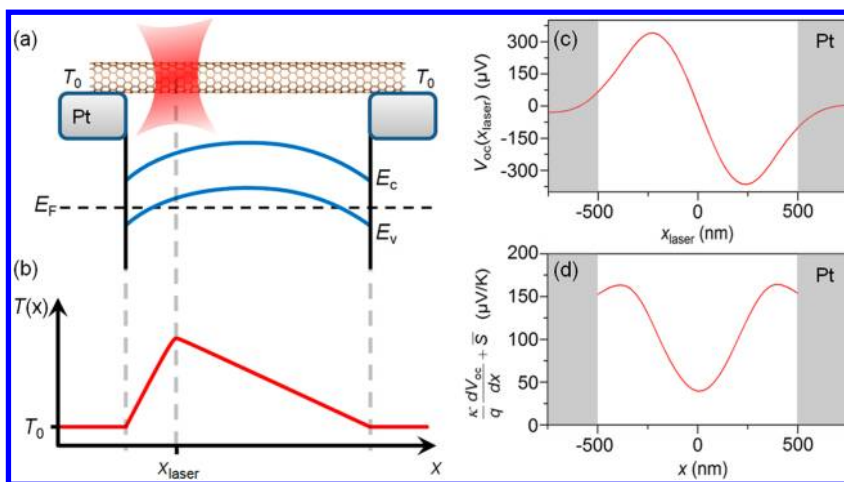 (a)
T₀
T₀
Pt
E_c
E_F
E_v
(b)
T(x)
T₀
x_laser
x
(c)
Pt
V_oc(x_laser) (μV)
300
150
0
-150
-300
-500
0
500
x_laser (nm)
(d)
Pt
κ/q dV_oc/dx + S̅ (μV/K)
200
150
100
50
0
-500
0
500
x (nm)